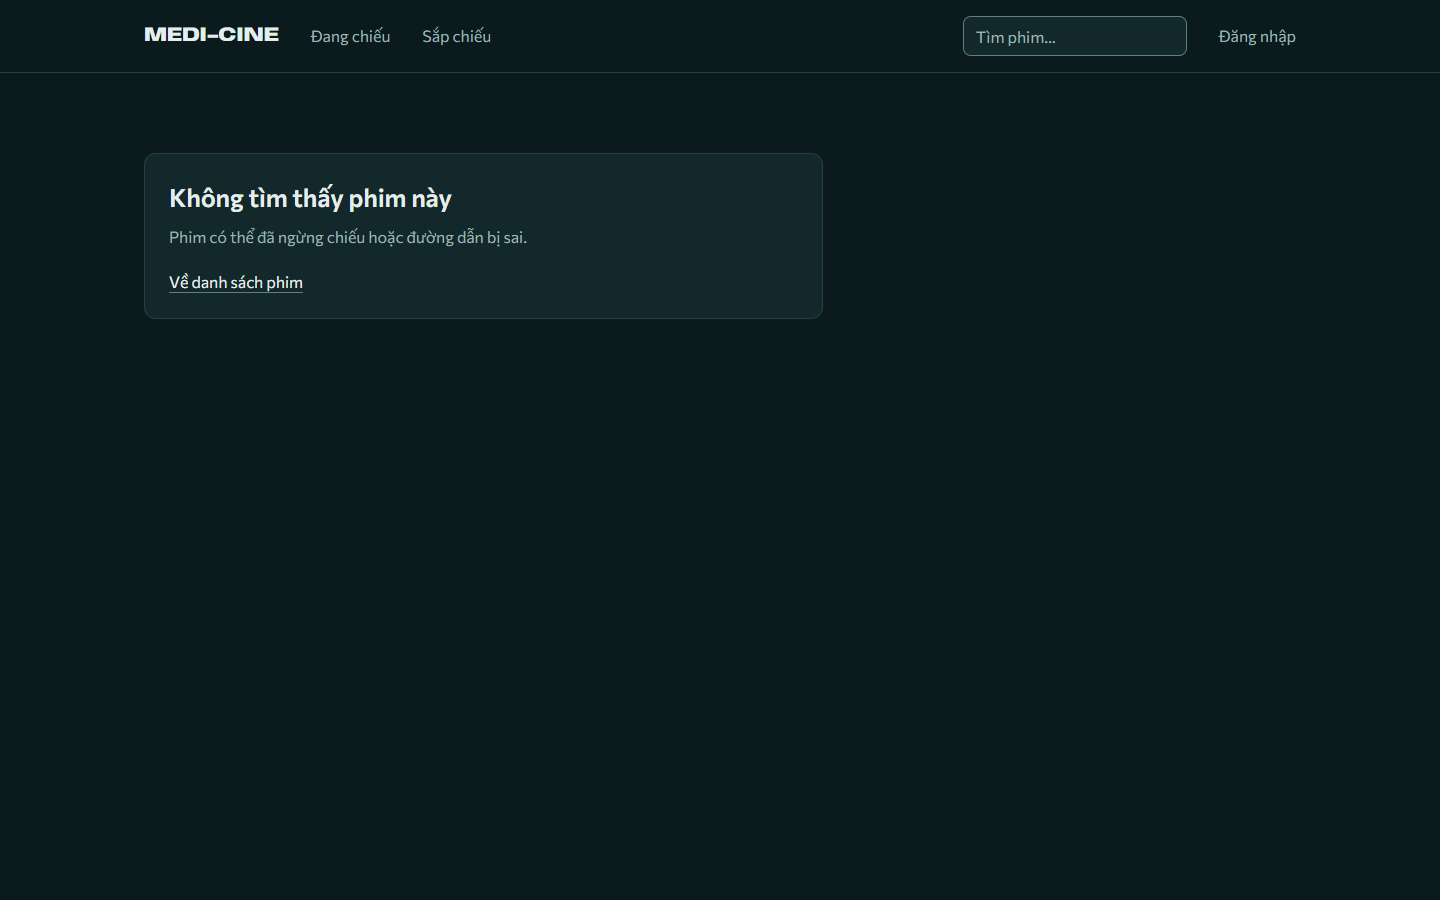 MEDI-CINE
Đang chiếu
Sắp chiếu
Tìm phim...
Đăng nhập
Không tìm thấy phim này
Phim có thể đã ngừng chiếu hoặc đường dẫn bị sai.
Về danh sách phim